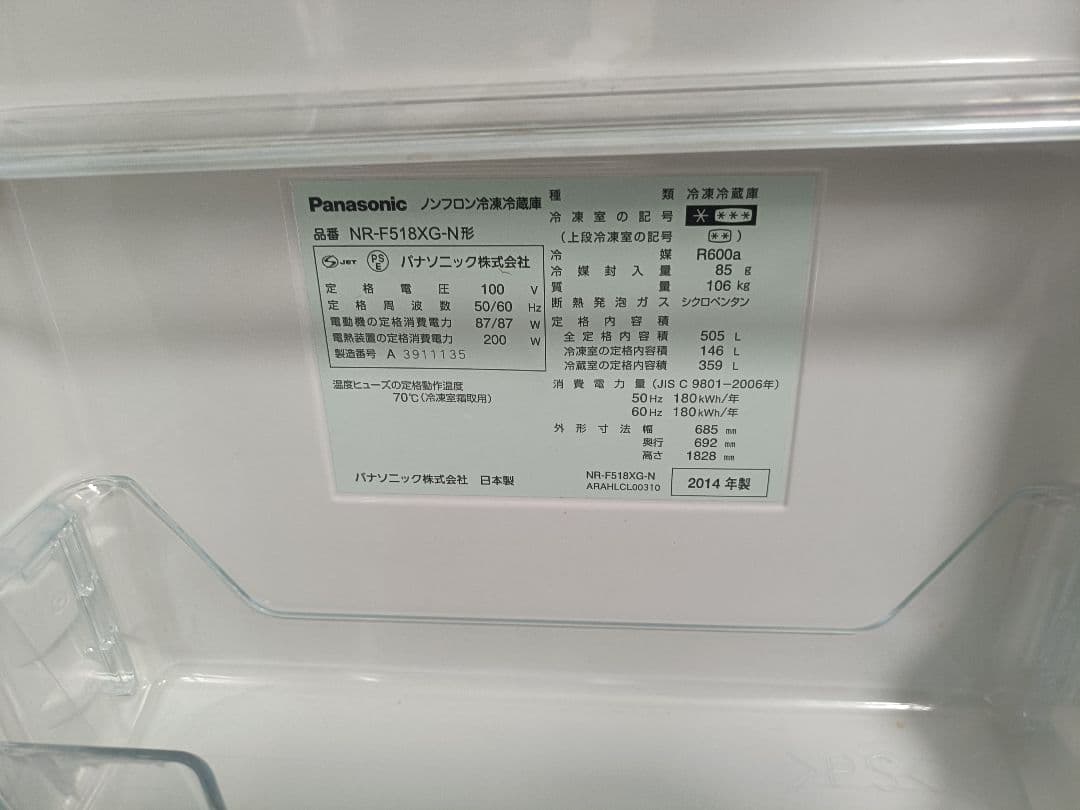 Panasonic ノンフロン冷凍冷蔵庫
品番 NR-F518XG-N形
JET PSE パナソニック株式会社
定格電圧 100 V
定格周波数 50/60 Hz
電動機の定格消費電力 87/87 W
電熱装置の定格消費電力 200 W
製造番号 A 3911135
温度ヒューズの定格動作温度
70℃(冷凍室霜取用)
パナソニック株式会社 日本製
種類 冷凍冷蔵庫
冷凍室の記号 * ***
(上段冷凍室の記号 ** )
冷媒 R600a
冷媒封入量 85 g
質量 106 kg
断熱発泡ガス シクロペンタン
定格内容積
全定格内容積 505 L
冷凍室の定格内容積 146 L
冷蔵室の定格内容積 359 L
消費電力量(JIS C 9801-2006年)
50Hz 180kWh/年
60Hz 180kWh/年
外形寸法 幅 685 mm
奥行 692 mm
高さ 1828 mm
NR-F518XG-N
ARAHLCL00310
2014 年製